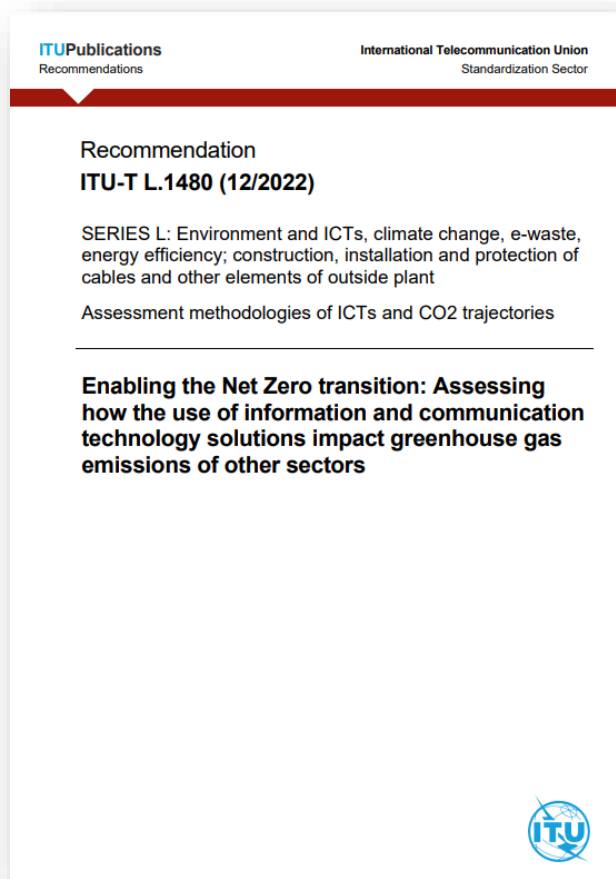 ITUPublications
International Telecommunication Union
Recommendations
Standardization Sector
Recommendation
ITU-T L.1480 (12/2022)
SERIES L: Environment and ICTs, climate change, e-waste,
energy efficiency; construction, installation and protection of
cables and other elements of outside plant
Assessment methodologies of ICTs and CO2 trajectories
Enabling the Net Zero transition: Assessing
how the use of information and communication
technology solutions impact greenhouse gas
emissions of other sectors
ITU